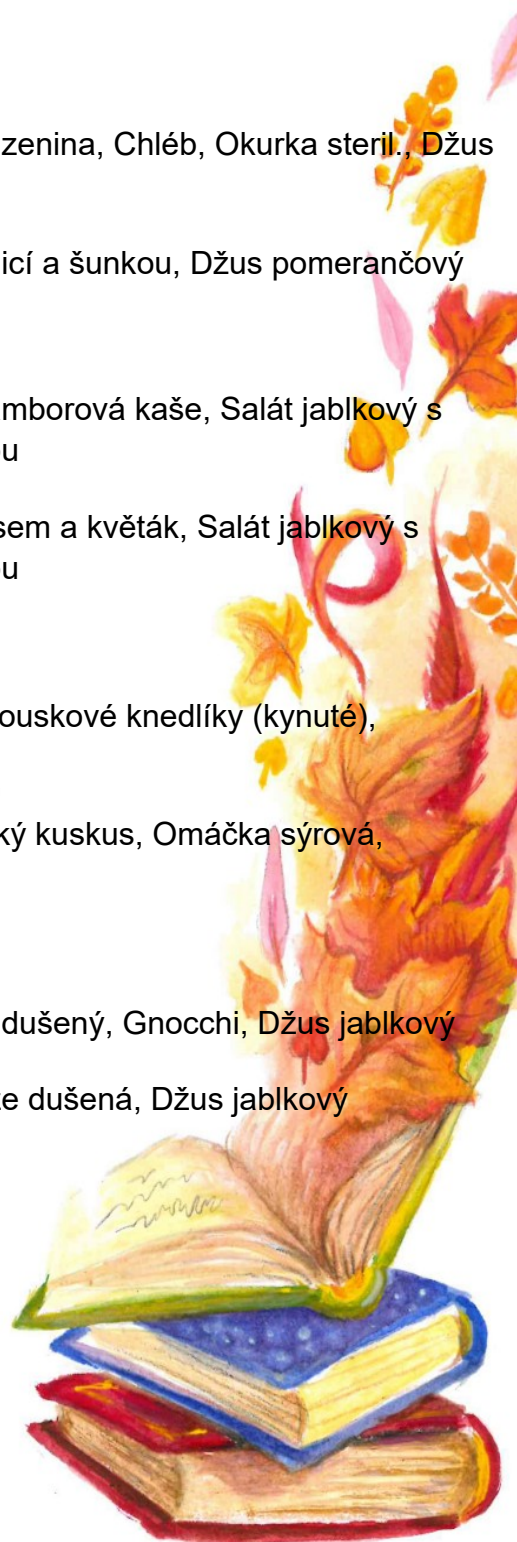 zenina, Chléb, Okurka steril., Džus
icí a šunkou, Džus pomerančový
mborová kaše, Salát jablkový s
u
sem a květák, Salát jablkový s
u
ouskové knedlíky (kynuté),
ký kuskus, Omáčka sýrová,
dušený, Gnocchi, Džus jablkový
e dušená, Džus jablkový